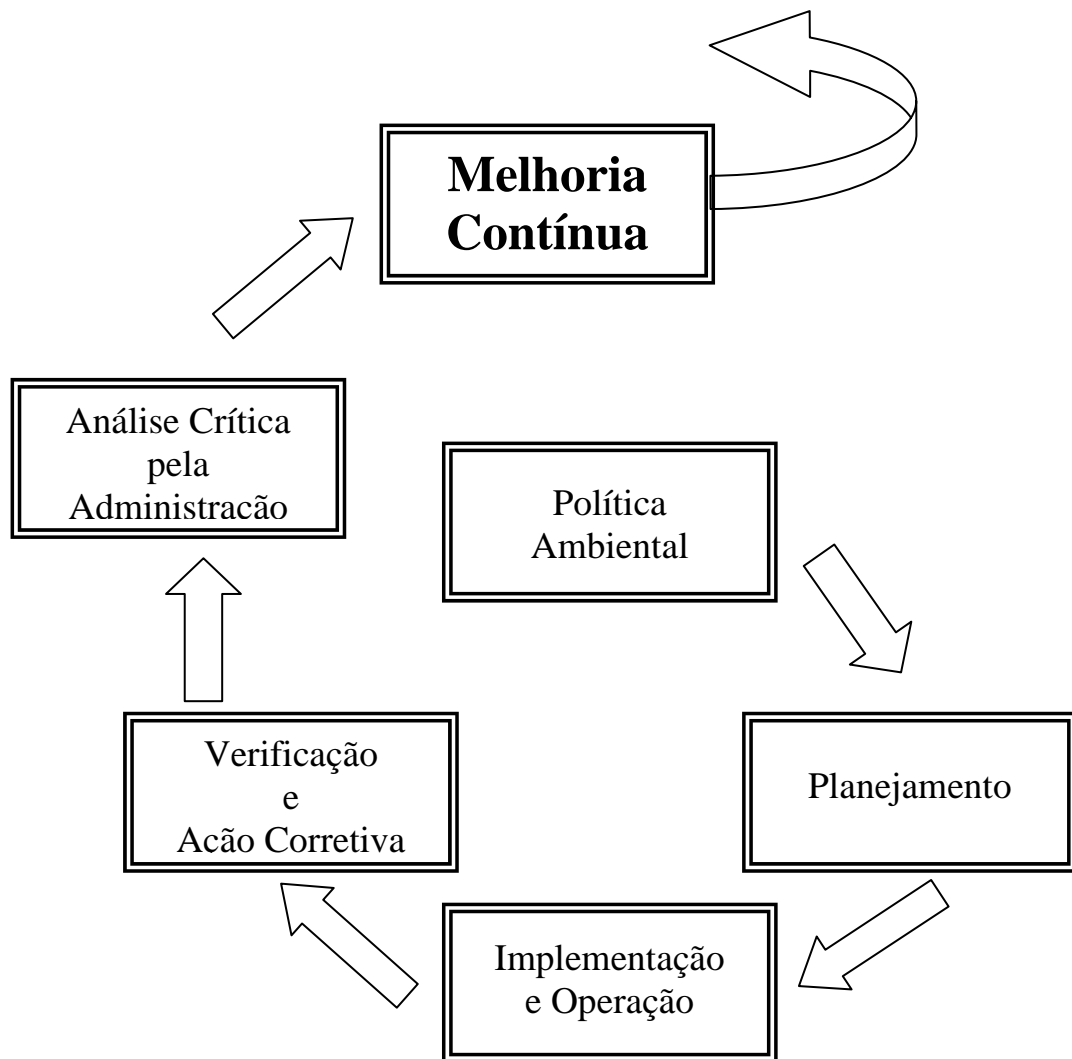 Melhoria
Contínua
Análise Crítica
pela
Administracão
Política
Ambiental
Verificação
e
Acão Corretiva
Planejamento
Implementação
e Operação